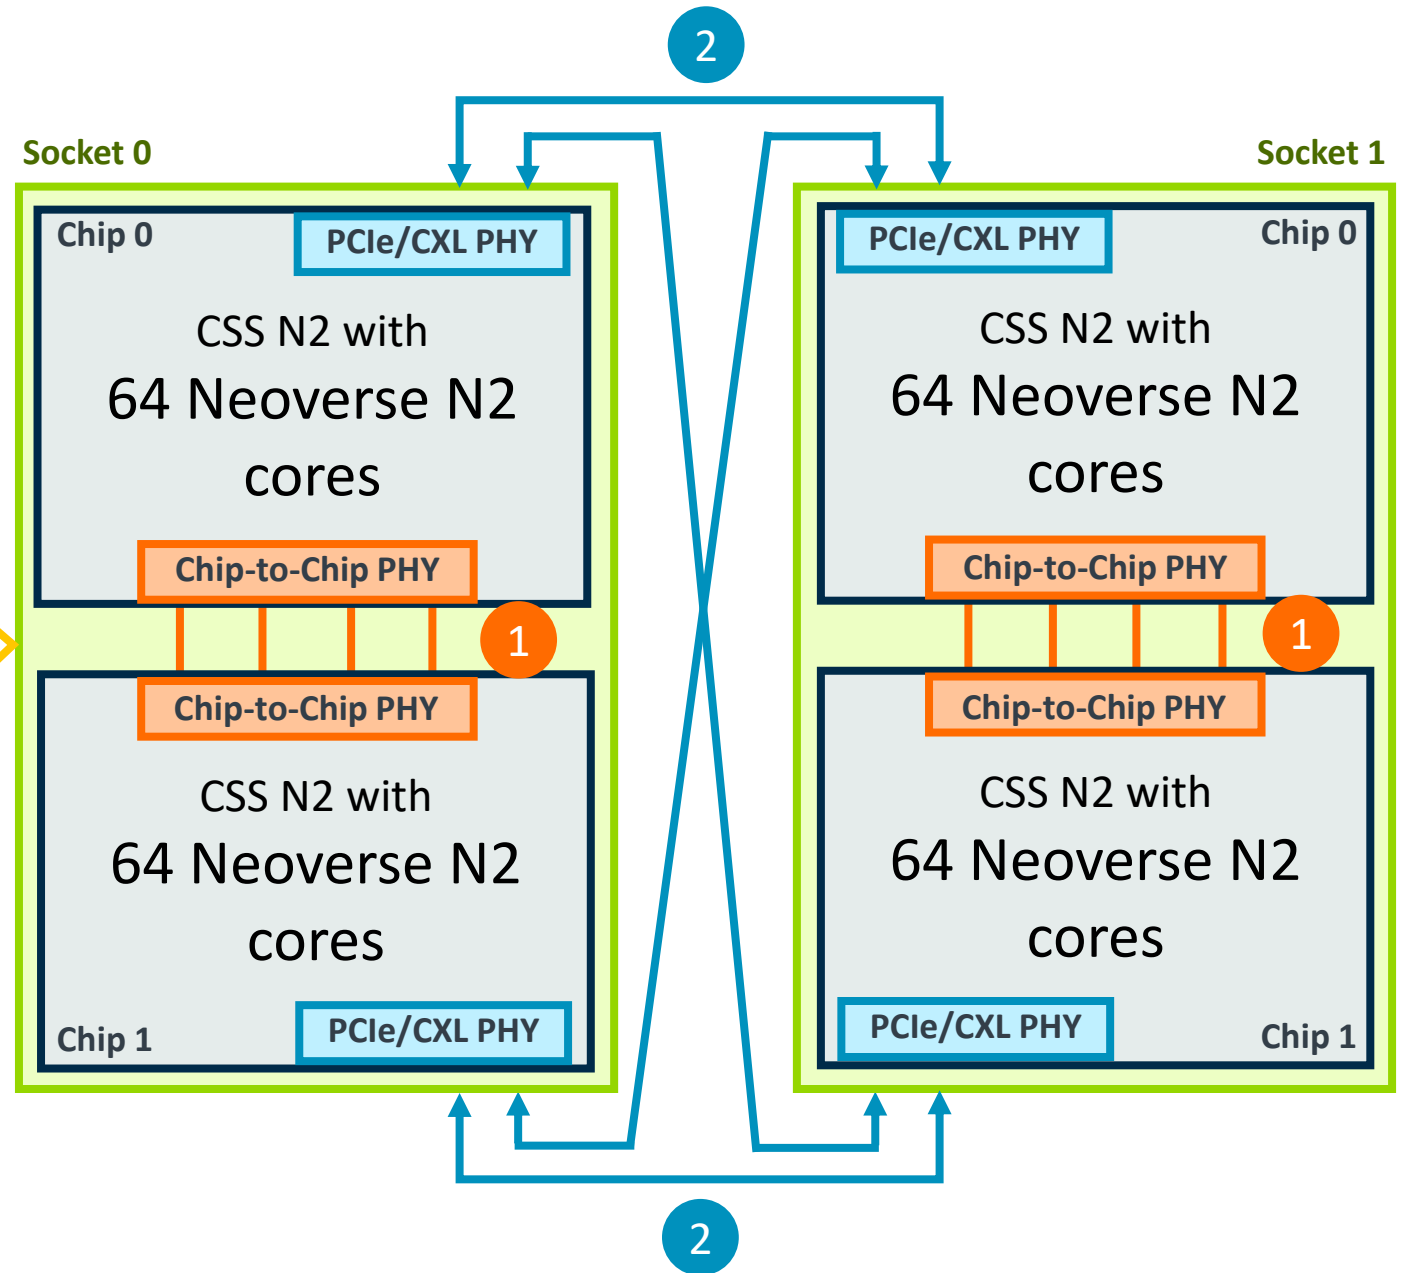 2
Socket 0
Socket 1
Chip 0
PCIe/CXL PHY
CSS N2 with
64 Neoverse N2
cores
Chip-to-Chip PHY
1
Chip-to-Chip PHY
CSS N2 with
64 Neoverse N2
cores
Chip 1
PCIe/CXL PHY
PCIe/CXL PHY
Chip 0
CSS N2 with
64 Neoverse N2
cores
Chip-to-Chip PHY
1
Chip-to-Chip PHY
CSS N2 with
64 Neoverse N2
cores
PCIe/CXL PHY
Chip 1
2